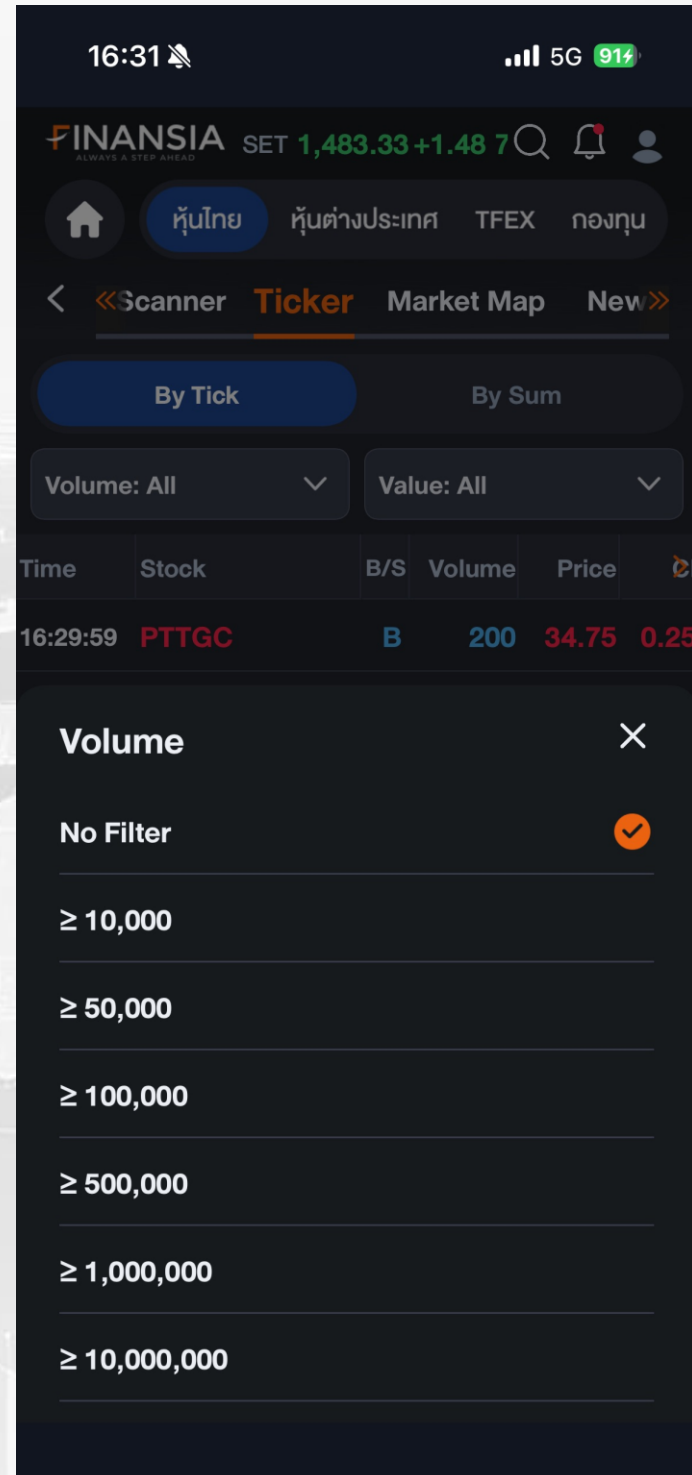 16:31 5G 91
FINANSIA SET 1,483.33 +1.48 7
ALWAYS A STEP AHEAD
หุ้นไทย หุ้นต่างประเทศ TFEX กองทุน
Scanner Ticker Market Map New
By Tick By Sum
Volume: All Value: All
Time Stock B/S Volume Price
16:29:59 PTTGC B 200 34.75 0.25
Volume
No Filter
≥ 10,000
≥ 50,000
≥ 100,000
≥ 500,000
≥ 1,000,000
≥ 10,000,000